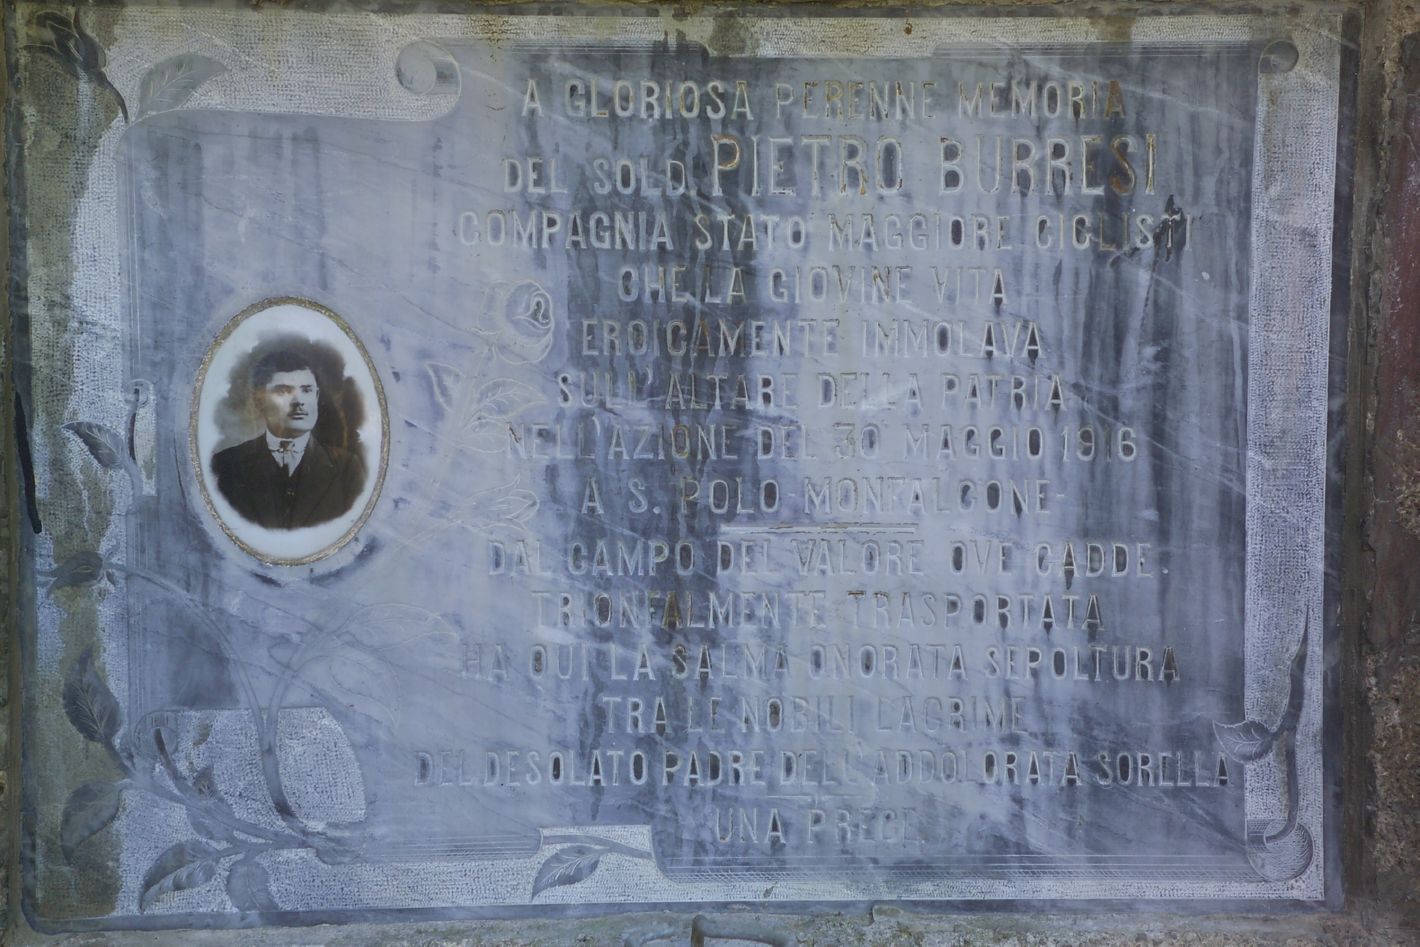 A GLORIOSA PERENNE MEMORIA
DEL SOLD. PIETRO BURRESI
COMPAGNIA STATO MAGGIORE CICLISTI
CHE LA GIOVINE VITA
EROICAMENTE IMMOLAVA
SULL'ALTARE DELLA PATRIA
NELL'AZIONE DEL 30 MAGGIO 1916
A S. POLO - MONFALCONE -
DAL CAMPO DEL VALORE OVE CADDE.
TRIONFALMENTE TRASPORTATA
HA QUI LA SALMA ONORATA SEPOLTURA
TRA LE NOBILI LAGRIME
DEL DESOLATO PADRE DELL'ADDOLORATA SORELLA
UNA PRECE